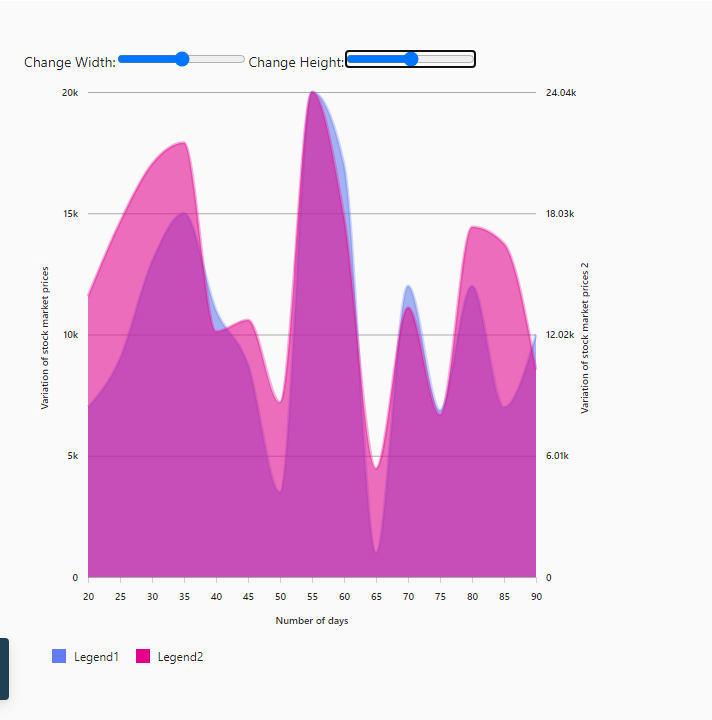 Change Width: Change Height:
20k 24.04k
15k 18.03k
Variation of stock market prices
Variation of stock market prices 2
10k 12.02k
5k 6.01k
0 0
20 25 30 35 40 45 50 55 60 65 70 75 80 85 90
Number of days
Legend1 Legend2